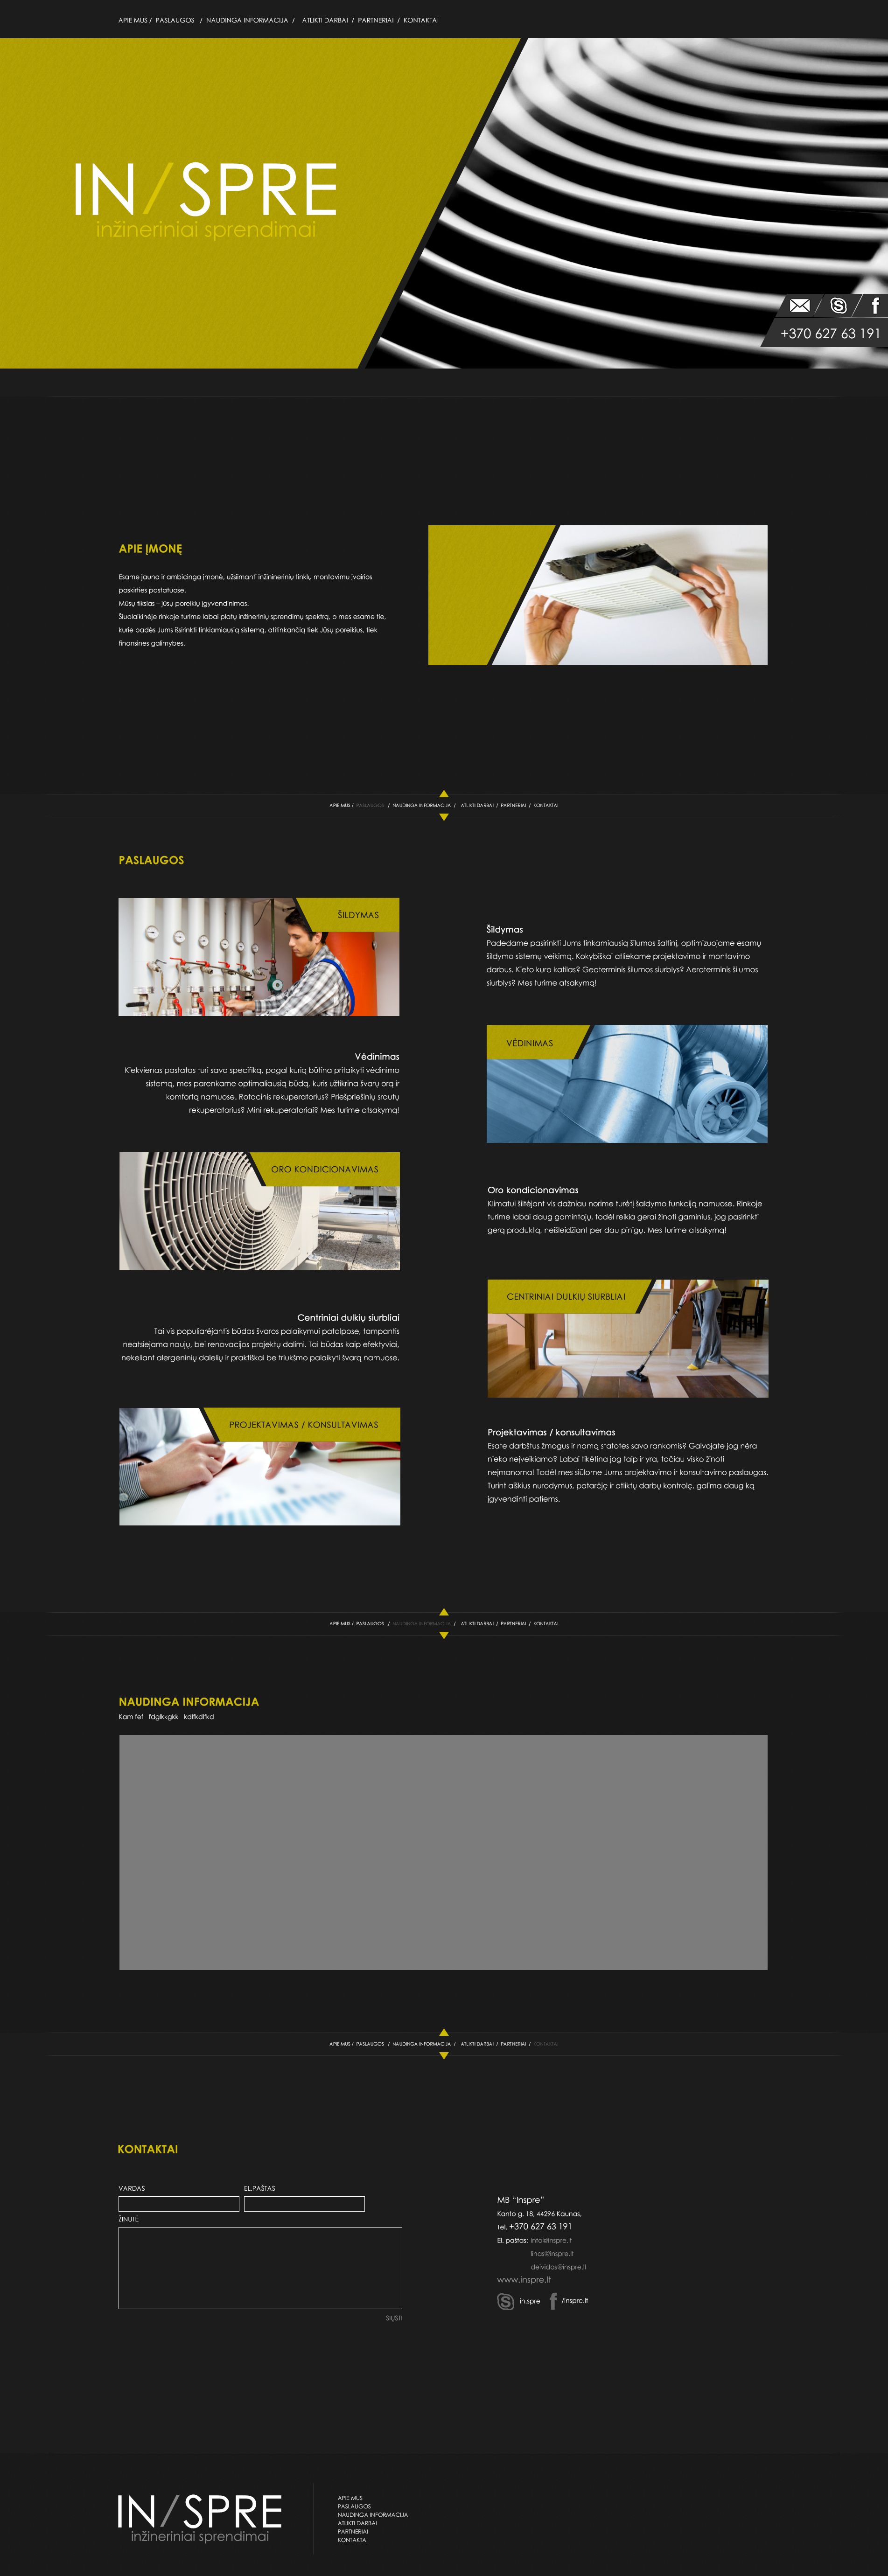 APIE MUS / PASLAUGOS / NAUDINGA INFORMACIJA / ATLIKTI DARBAI / PARTNERIAI / KONTAKTAI
IN/SPRE
inžineriniai sprendimai
+370 627 63 191
APIE ĮMONĘ
Esame jauna ir ambicinga įmonė, užsiimanti inžininerinių tinklų montavimu įvairios
paskirties postatuose.
Mūsų tikslas – jūsų poreikių įgyvendinimas.
Šiuolaikinėje rinkoje turime labai platų inžinerinių sprendimų spektrą, o mes esame tie,
kurie padės Jums išsirinkti tinkiamiausią sistemą, atitinkančią tiek Jūsų poreikius, tiek
finansines galimybes.
APIE MUS / PASLAUGOS / NAUDINGA INFORMACIJA / ATLIKTI DARBAI / PARTNERIAI / KONTAKTAI
PASLAUGOS
ŠILDYMAS
Šildymas
Padedame pasirinkti Jums tinkamiausią šilumos šaltinį, optimizuojame esamų
šildymo sistemų veikimą. Kokybiškai atliekame projektavimo ir montavimo
darbus. Kieto kuro katilas? Geoterminis šilumos siurblys? Aeroterminis šilumos
siurblys? Mes turime atsakymą!
VĖDINIMAS
Vėdinimas
Kiekvienas pastatas turi savo specifiką, pagal kurią būtina pritaikyti vėdinimo
sistemą, mes parenkame optimaliausią būdą, kuris užtikrina švarų orą ir
komfortą namuose. Rotacinis rekuperatorius? Priešpriešinių srautų
rekuperatorius? Mini rekuperatoriai? Mes turime atsakymą!
ORO KONDICIONAVIMAS
Oro kondicionavimas
Klimatui šiltėjant vis dažniau norime turėtį šaldymo funkciją namuose. Rinkoje
turime labai daug gamintojų, todėl reikia gerai žinoti gaminius, jog pasirinkti
gerą produktą, neišleidžiant per dau pinigų. Mes turime atsakymą!
CENTRINIAI DULKIŲ SIURBLIAI
Centriniai dulkių siurbliai
Tai vis populiarėjantis būdas švaros palaikymui patalpose, tampantis
neatsiejama naujų, bei renovacijos projektų dalimi. Tai būdas kaip efektyviai,
nekeliant alergeninių dalelių ir praktiškai be triukšmo palaikyti švarą namuose.
PROJEKTAVIMAS / KONSULTAVIMAS
Projektavimas / konsultavimas
Esate darbštus žmogus ir namą statotes savo rankomis? Galvojate jog nėra
nieko neįveikiamo? Labai tikėtina jog taip ir yra, tačiau visko žinoti
neįmanoma! Todėl mes siūlome Jums projektavimo ir konsultavimo paslaugas.
Turint aiškius nurodymus, patarėję ir atliktų darbų kontrolę, galima daug ką
įgyvendinti patiems.
APIE MUS / PASLAUGOS / NAUDINGA INFORMACIJA / ATLIKTI DARBAI / PARTNERIAI / KONTAKTAI
NAUDINGA INFORMACIJA
Kam fef fdglkkgkk kdlfkdlfkd
APIE MUS / PASLAUGOS / NAUDINGA INFORMACIJA / ATLIKTI DARBAI / PARTNERIAI / KONTAKTAI
KONTAKTAI
VARDAS EL.PAŠTAS
ŽINUTĖ
SIŲSTI
MB “Inspre”
Kanto g. 18, 44296 Kaunas,
Tel. +370 627 63 191
El. paštas: info@inspre.lt
linas@inspre.lt
deividas@inspre.lt
www.inspre.lt
in.spre /inspre.lt
IN/SPRE
inžineriniai sprendimai
APIE MUS
PASLAUGOS
NAUDINGA INFORMACIJA
ATLIKTI DARBAI
PARTNERIAI
KONTAKTAI